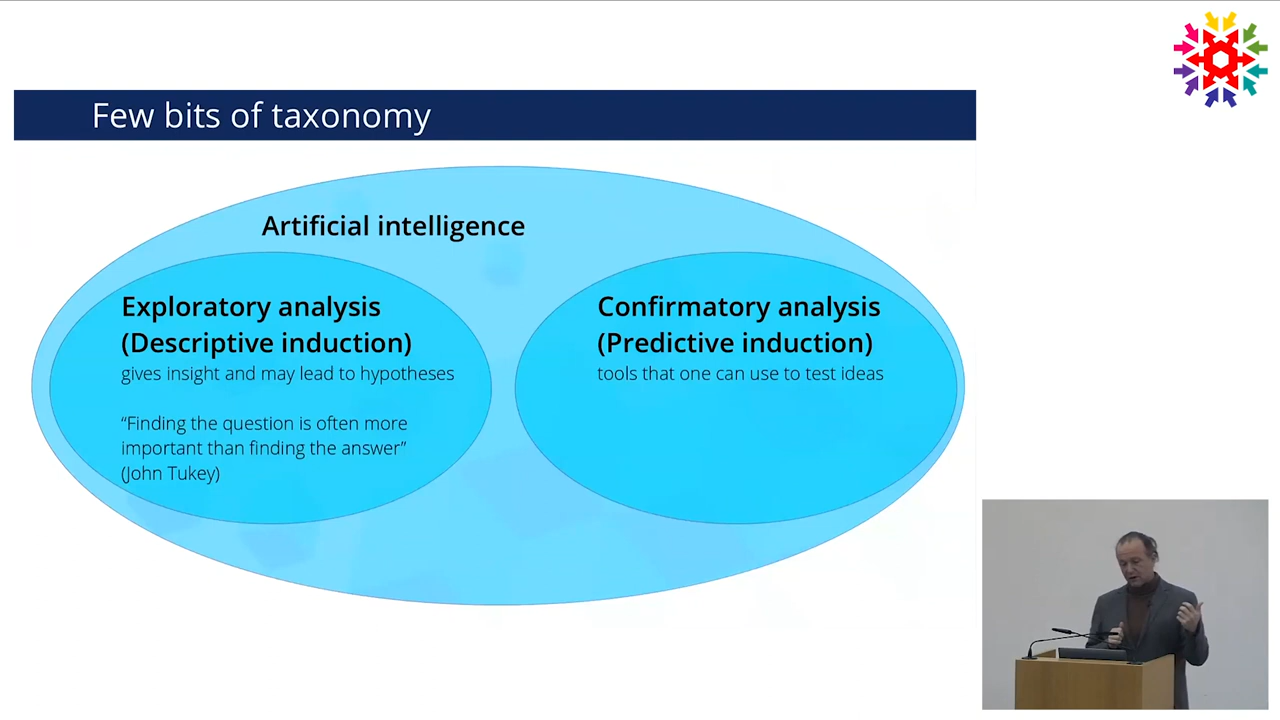 Few bits of taxonomy
Artificial intelligence
Exploratory analysis
(Descriptive induction)
gives insight and may lead to hypotheses
“Finding the question is often more
important than finding the answer”
(John Tukey)
Confirmatory analysis
(Predictive induction)
tools that one can use to test ideas